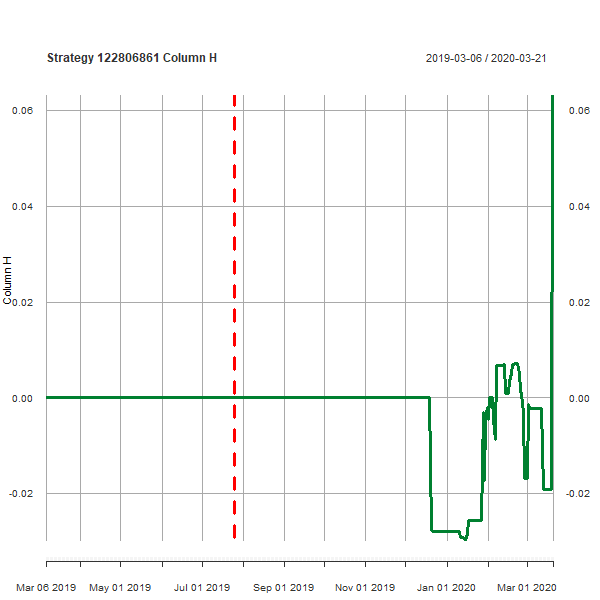 Strategy 122806861 Column H
2019-03-06 / 2020-03-21
0.06
0.06
0.04
0.04
Column H
0.02
0.02
0.00
0.00
-0.02
-0.02
Mar 06 2019
May 01 2019
Jul 01 2019
Sep 01 2019
Nov 01 2019
Jan 01 2020
Mar 01 2020